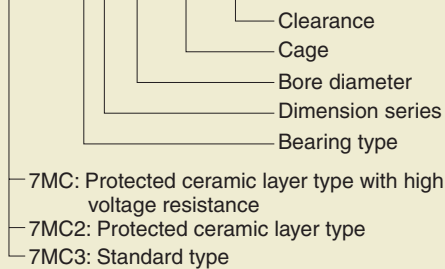 Clearance
Cage
Bore diameter
Dimension series
Bearing type
7MC: Protected ceramic layer type with high
voltage resistance
7MC2: Protected ceramic layer type
7MC3: Standard type